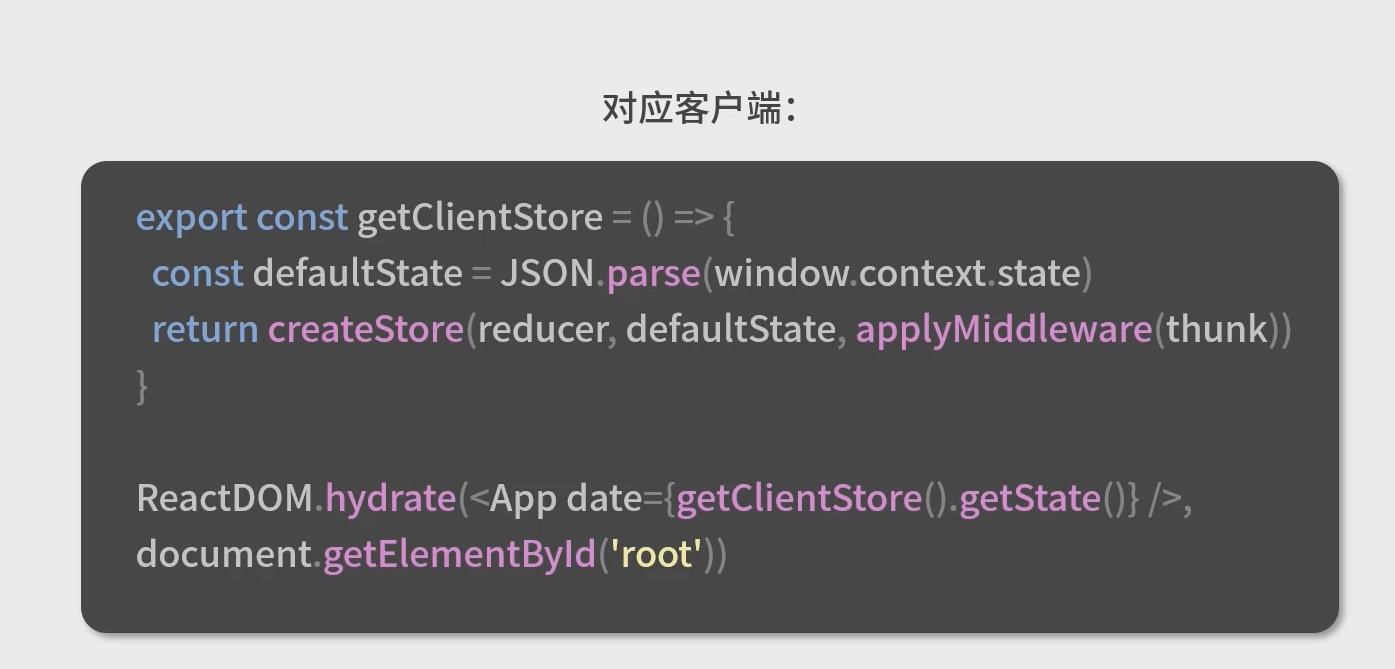 对应客户端：
export const getClientStore = () => {
  const defaultState = JSON.parse(window.context.state)
  return createStore(reducer, defaultState, applyMiddleware(thunk))
}
ReactDOM.hydrate(<App date={getClientStore().getState()} />,
document.getElementById('root'))